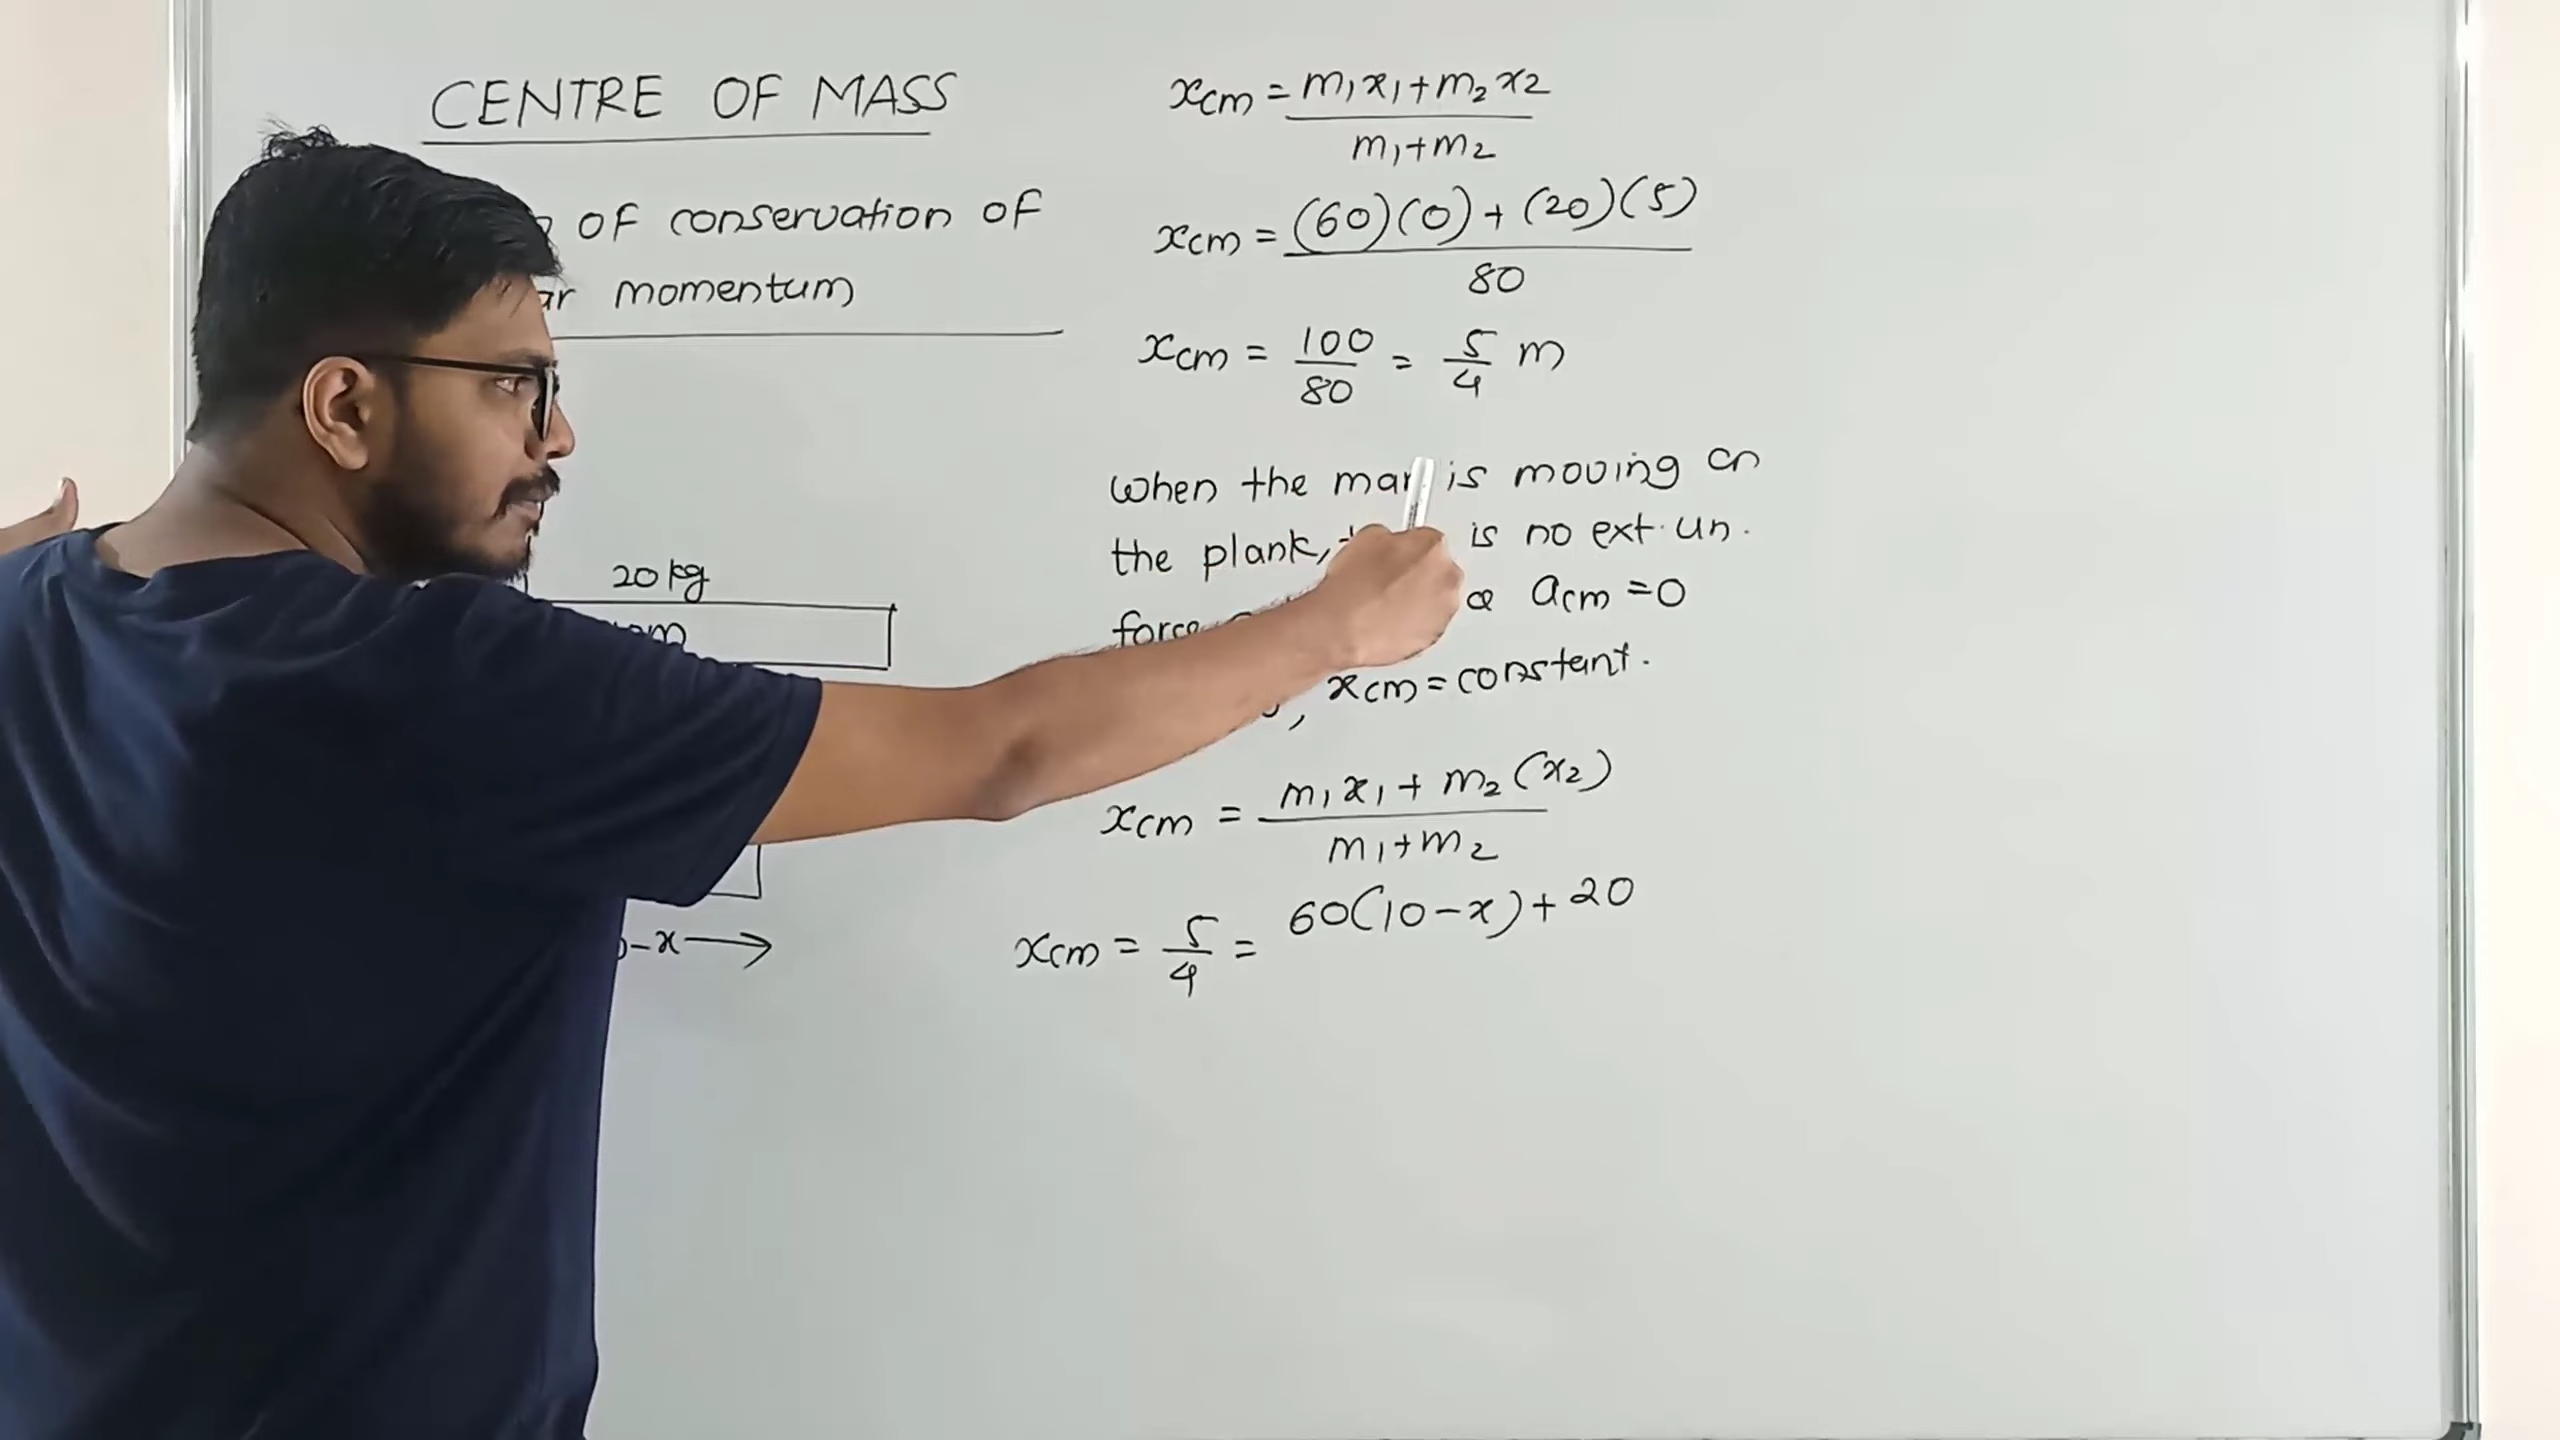 CENTRE OF MASS
OF conservation OF
momentum
20 kg
-x
xcm = m1x1+m2x2 / m1+m2
xcm = (60)(0)+(20)(5) / 80
xcm = 100/80 = 5/4 m
When the man is moving on
the plank, is no ext. un.
force acm = 0
, xcm = constant.
xcm = m1x1 + m2(x2) / m1+m2
xcm = 5/4 = 60(10-x)+20